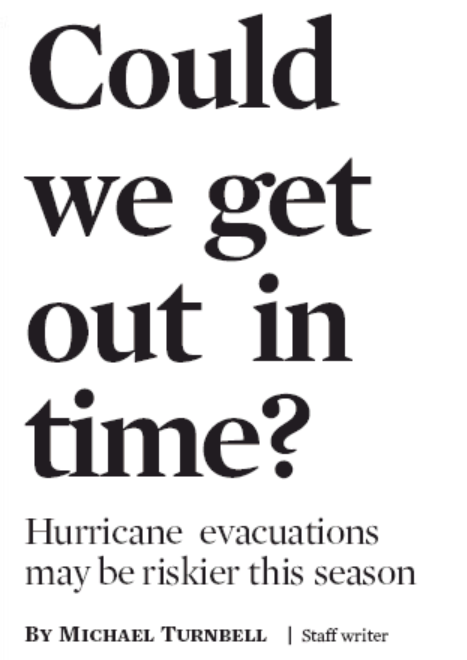 Could
we get
out in
time?
Hurricane evacuations
may be riskier this season
BY MICHAEL TURNBELL | Staff writer